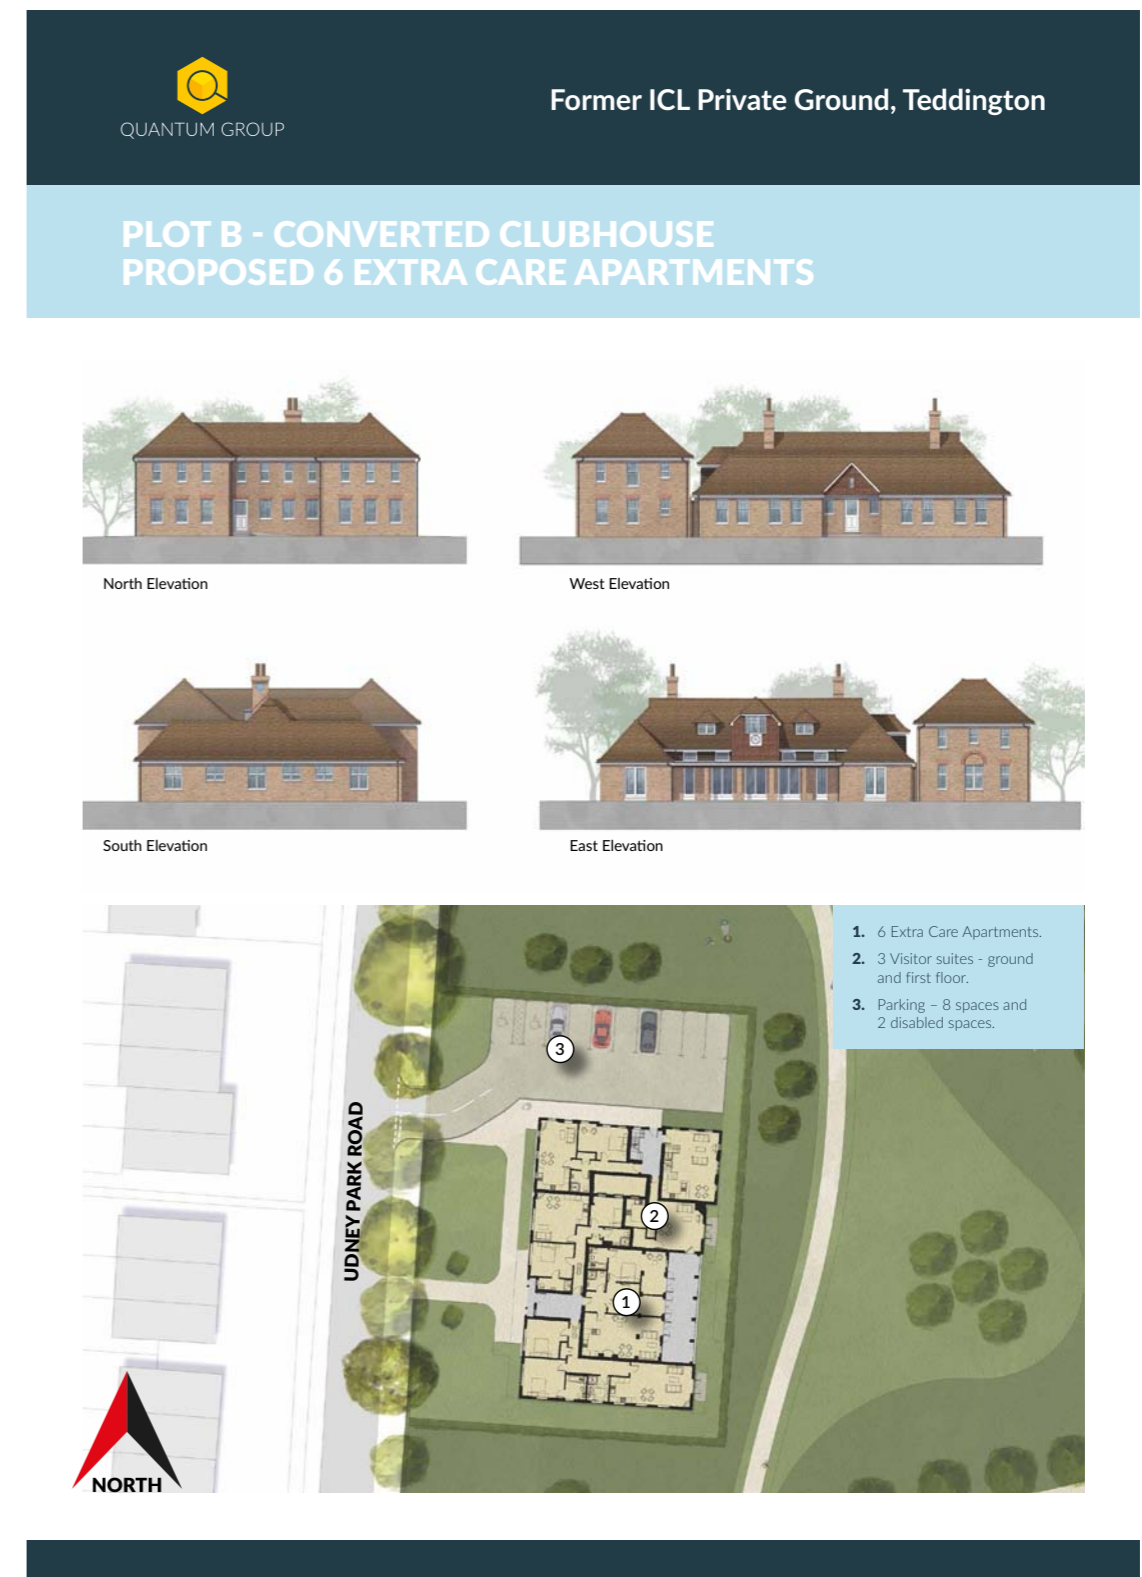 QUANTUM GROUP
Former ICL Private Ground, Teddington
PLOT B - CONVERTED CLUBHOUSE
PROPOSED 6 EXTRA CARE APARTMENTS
North Elevation
West Elevation
South Elevation
East Elevation
1. 6 Extra Care Apartments.
2. 3 Visitor suites - ground
and first floor.
3. Parking – 8 spaces and
2 disabled spaces.
3
UDNEY PARK ROAD
2
1
NORTH